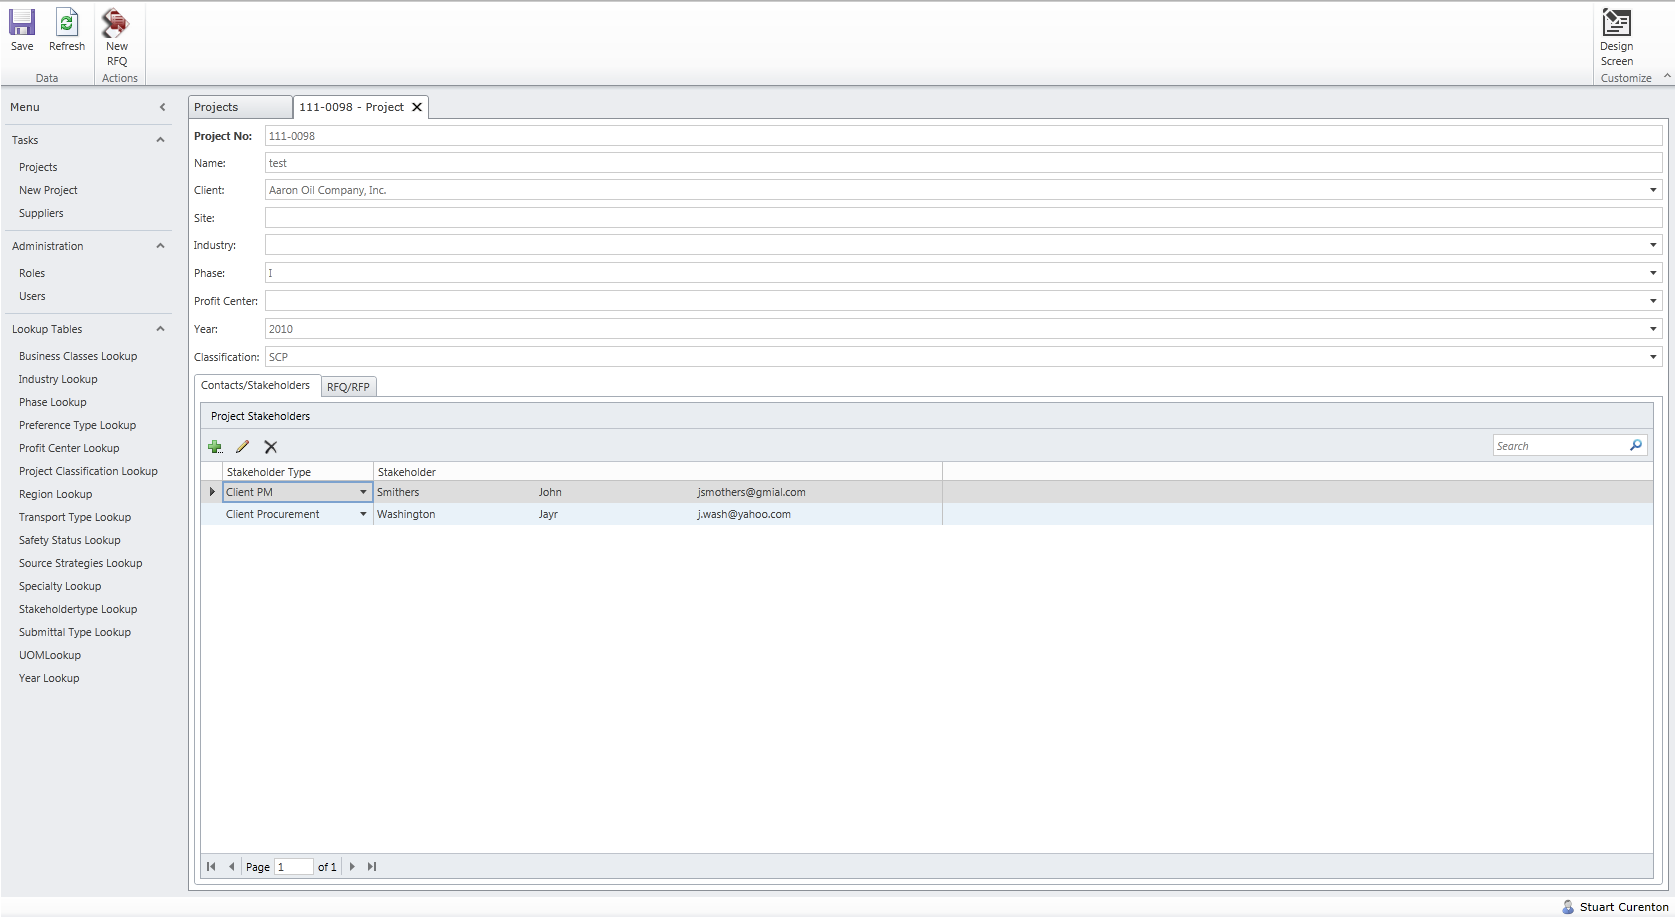 Save
Refresh
New
RFQ
Data
Actions
Design
Screen
Customize
Menu
Tasks
Projects
New Project
Suppliers
Administration
Roles
Users
Lookup Tables
Business Classes Lookup
Industry Lookup
Phase Lookup
Preference Type Lookup
Profit Center Lookup
Project Classification Lookup
Region Lookup
Transport Type Lookup
Safety Status Lookup
Source Strategies Lookup
Specialty Lookup
Stakeholdertype Lookup
Submittal Type Lookup
UOMLookup
Year Lookup
Projects
111-0098 - Project
Project No: 111-0098
Name: test
Client: Aaron Oil Company, Inc.
Site:
Industry:
Phase: I
Profit Center:
Year: 2010
Classification: SCP
Contacts/Stakeholders RFQ/RFP
Project Stakeholders
Search
Stakeholder Type Stakeholder
Client PM Smithers John jsmothers@gmial.com
Client Procurement Washington Jayr j.wash@yahoo.com
Page 1 of 1
Stuart Curenton